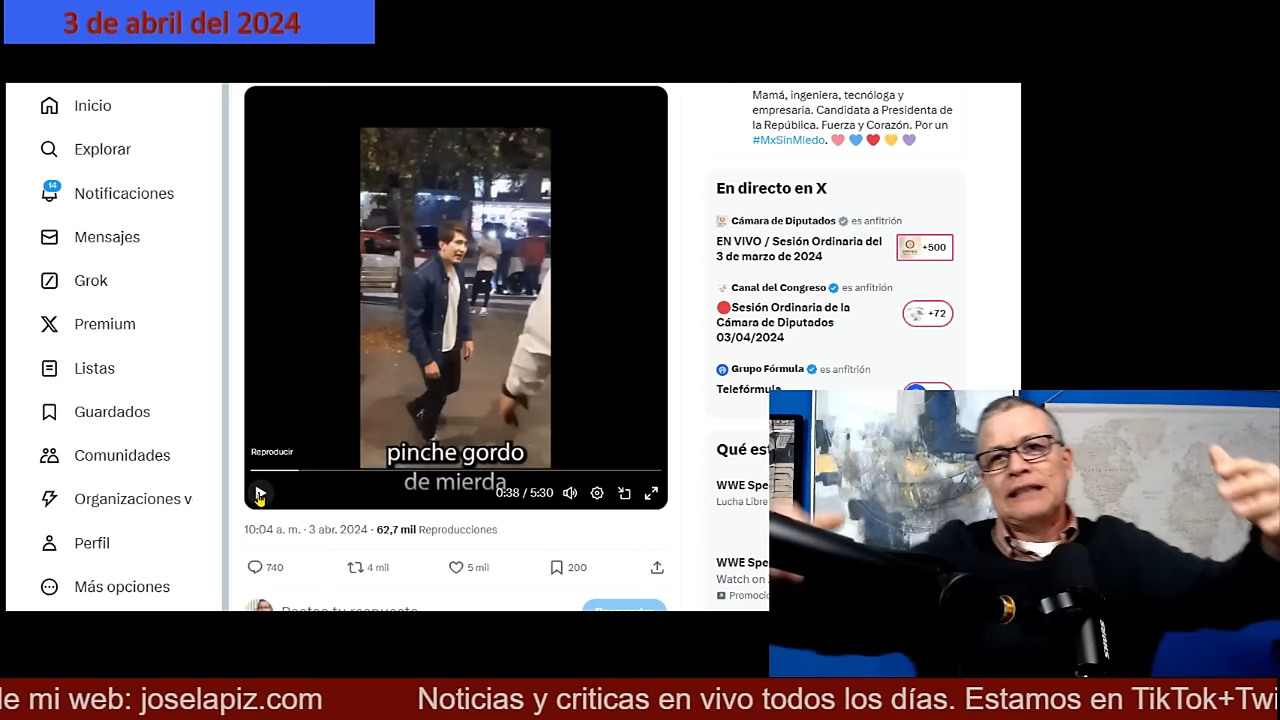 3 de abril del 2024
Inicio
Explorar
14
Notificaciones
Mensajes
Grok
Premium
Listas
Guardados
Comunidades
Organizaciones v
Perfil
Más opciones
pinche gordo
de mierda
Reproducir
0:38 / 5:30
10:04 a. m. · 3 abr. 2024 · 62,7 mil Reproducciones
740
4 mil
5 mil
200
Mamá, ingeniera, tecnóloga y
empresaria. Candidata a Presidenta de
la República. Fuerza y Corazón. Por un
#MxSinMiedo.
En directo en X
Cámara de Diputados es anfitrión
EN VIVO / Sesión Ordinaria del
3 de marzo de 2024
+500
Canal del Congreso es anfitrión
Sesión Ordinaria de la
Cámara de Diputados
03/04/2024
+72
Grupo Fórmula es anfitrión
Telefórmula
Qué est
WWE Spe
Lucha Libre
WWE Spe
Watch on
Promocio
SHURE
de mi web: joselapiz.com
Noticias y criticas en vivo todos los días. Estamos en TikTok+Twi